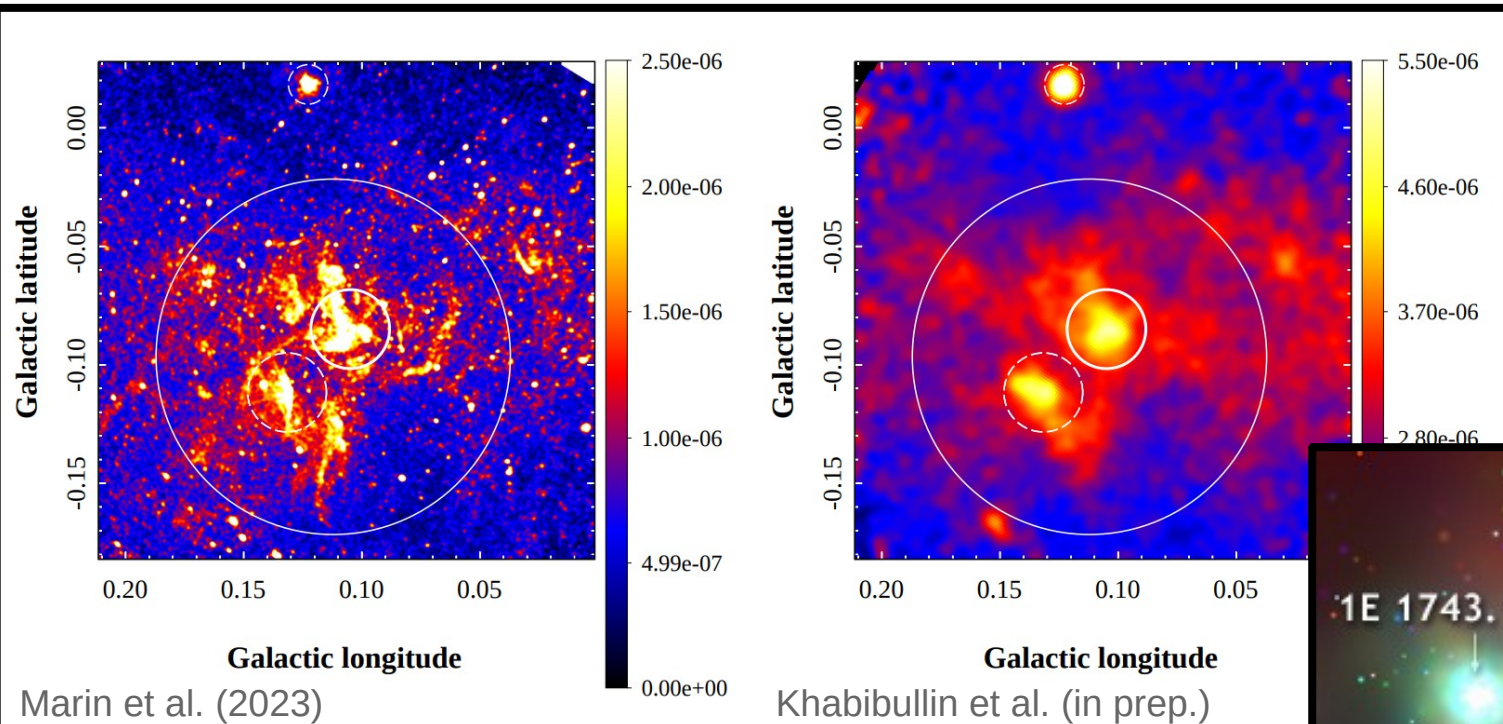 2.50e-06
2.00e-06
1.50e-06
1.00e-06
4.99e-07
0.00e+00
0.00
-0.05
-0.10
-0.15
Galactic latitude
0.20 0.15 0.10 0.05
Galactic longitude
Marin et al. (2023)
5.50e-06
4.60e-06
3.70e-06
2.80e-06
0.00
-0.05
-0.10
-0.15
Galactic latitude
0.20 0.15 0.10 0.05
Galactic longitude
Khabibullin et al. (in prep.)
1E 1743.